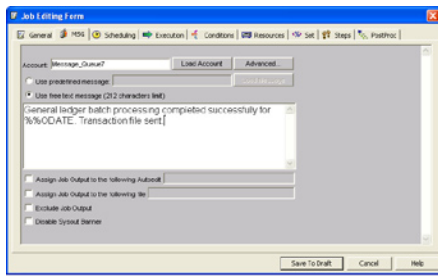 Job Editing Form
General MSG Scheduling Execution Conditions Resources Set Steps PostProc
Account: Message_Queue7 Load Account Advanced...
Use predefined message:
Use free text message (212 characters limit)
General ledger batch processing completed successfully for
%%ODATE. Transaction file sent.
Assign Job Output to the following Autoedit
Assign Job Output to the following file
Exclude Job Output
Disable Sysout Banner
Save To Draft Cancel Help